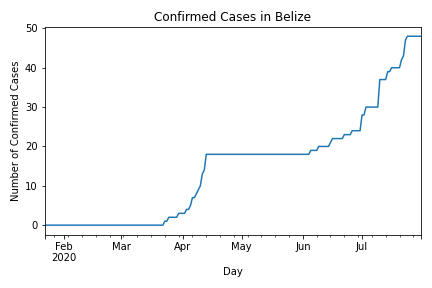 Confirmed Cases in Belize
Number of Confirmed Cases
50
40
30
20
10
0
Feb
2020
Mar
Apr
May
Jun
Jul
Day